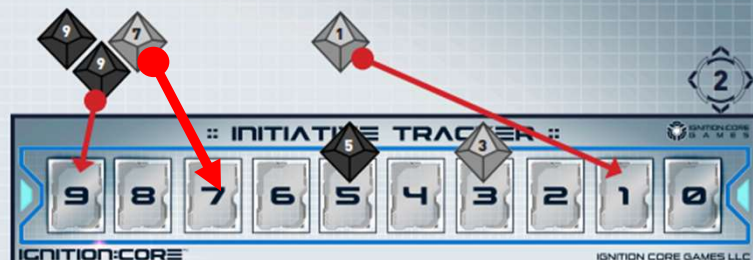 9
7
1
9
2
:: INITIATIVE TRACKER ::
IGNITION CORE
GAMES
5
3
9 8 7 6 5 4 3 2 1 0
IGNITION:CORE™
IGNITION CORE GAMES LLC